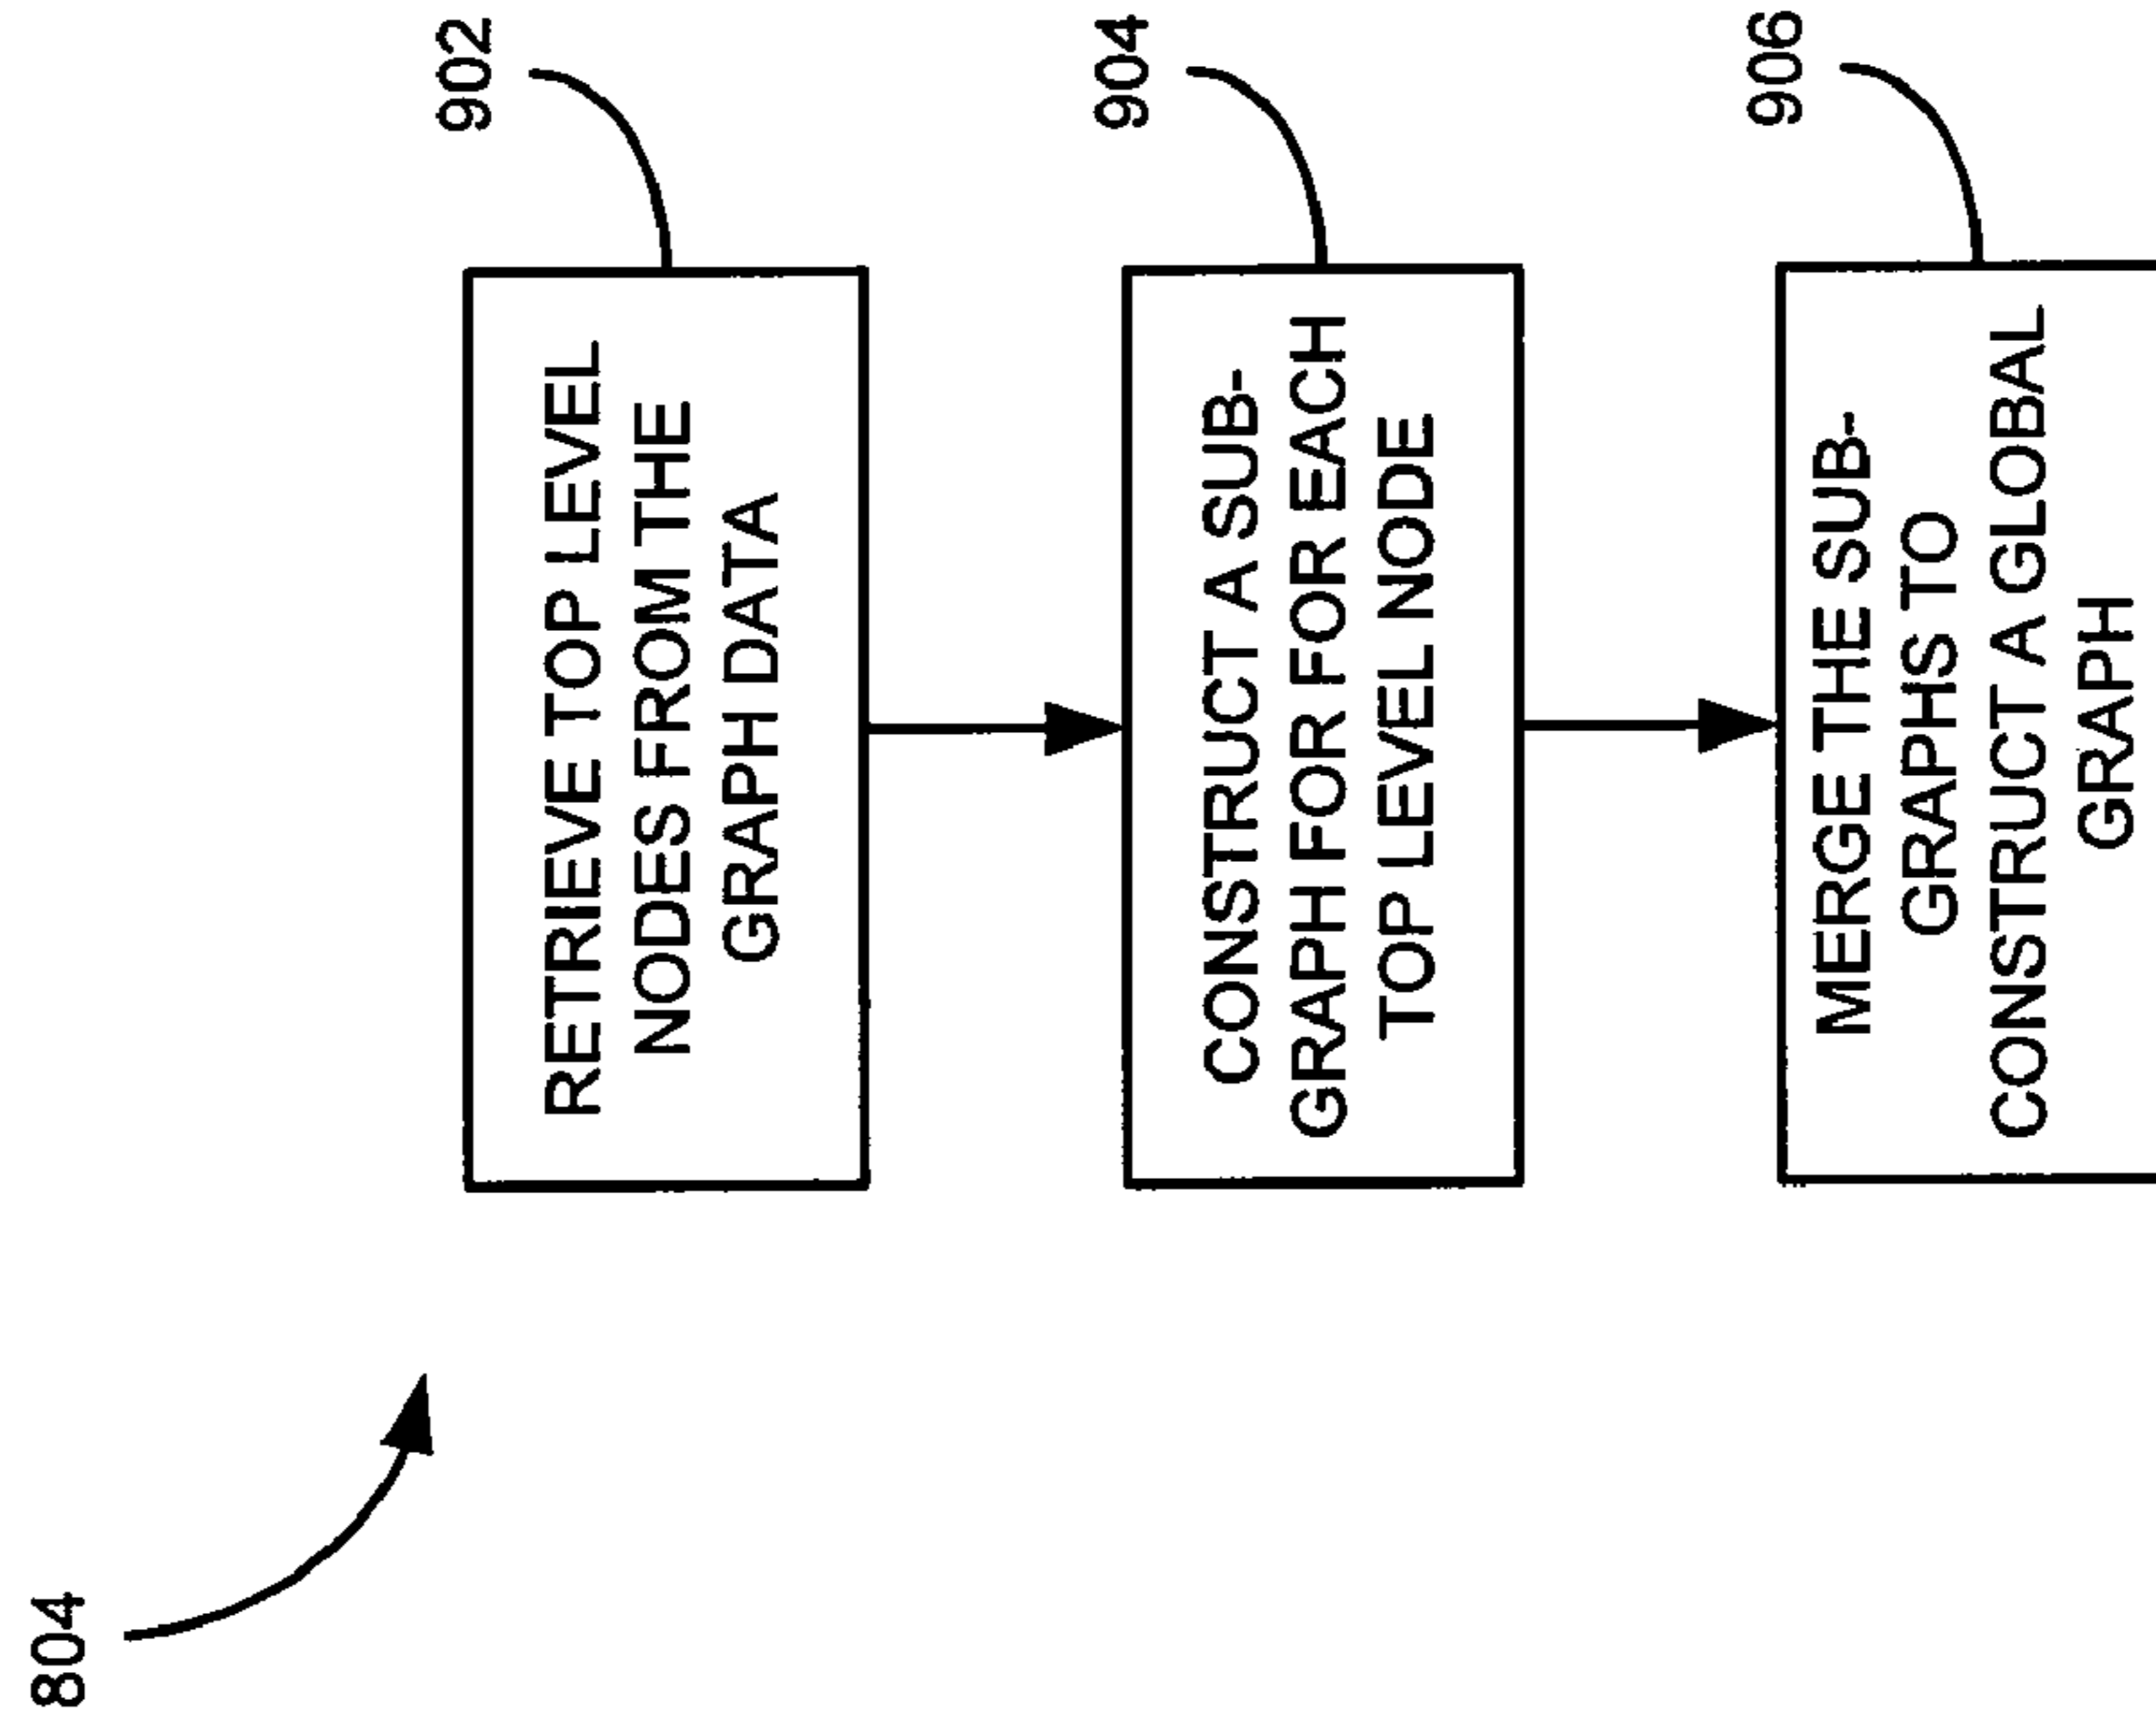 804
902
RETRIEVE TOP LEVEL
NODES FROM THE
GRAPH DATA
904
CONSTRUCT A SUB-
GRAPH FOR FOR EACH
TOP LEVEL NODE
906
MERGE THE SUB-
GRAPHS TO
CONSTRUCT A GLOBAL
GRAPH